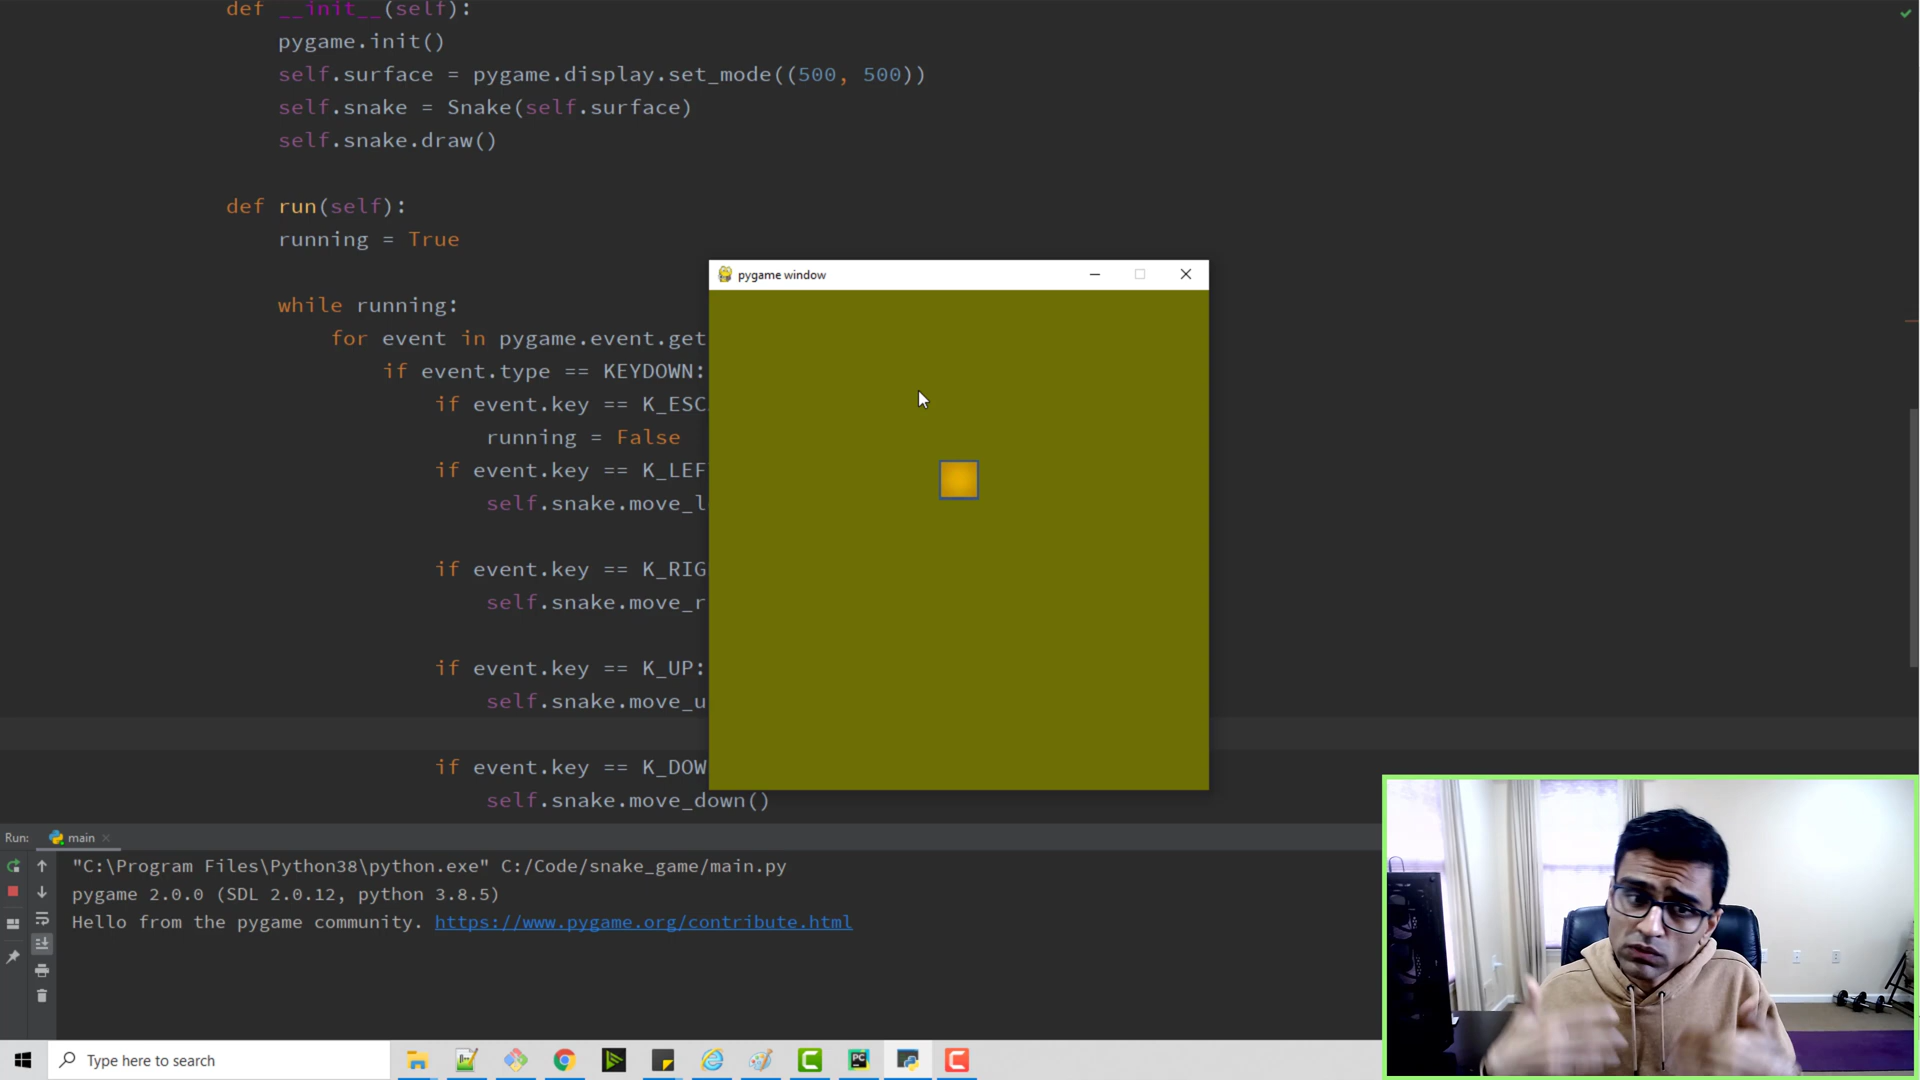 def __init__(self):
pygame.init()
self.surface = pygame.display.set_mode((500, 500))
self.snake = Snake(self.surface)
self.snake.draw()
def run(self):
running = True
while running:
for event in pygame.event.get
if event.type == KEYDOWN:
if event.key == K_ESC
running = False
if event.key == K_LEF
self.snake.move_l
if event.key == K_RIG
self.snake.move_r
if event.key == K_UP:
self.snake.move_u
if event.key == K_DOW
self.snake.move_down()
pygame window
Run: main
"C:\Program Files\Python38\python.exe" C:/Code/snake_game/main.py
pygame 2.0.0 (SDL 2.0.12, python 3.8.5)
Hello from the pygame community. https://www.pygame.org/contribute.html
Type here to search